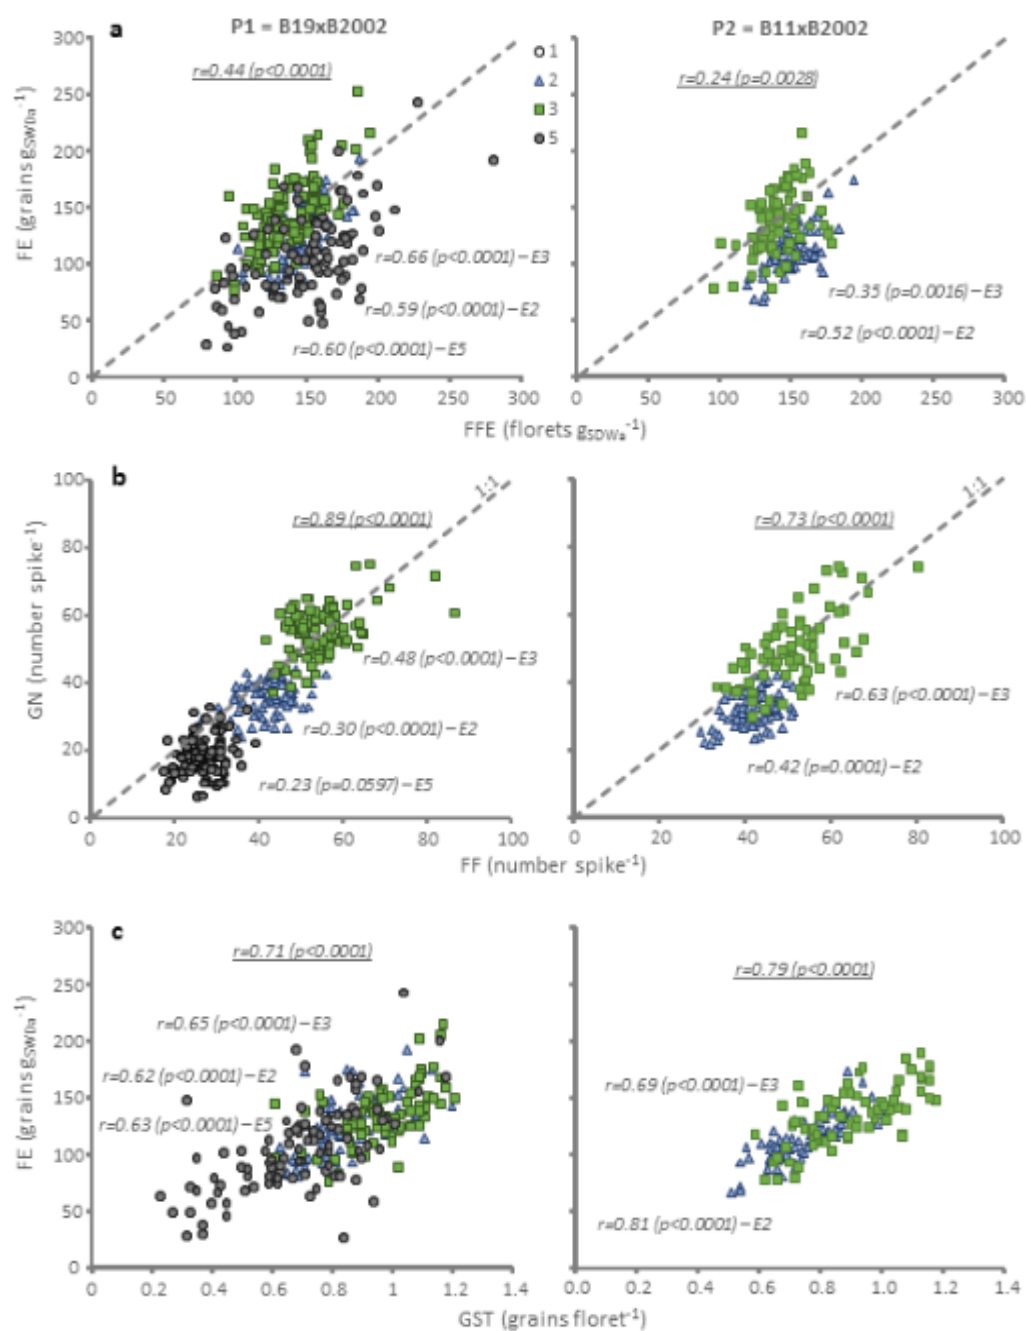 P1 = B19xB2002
P2 = B11xB2002
a
300
250
200
150
100
50
0
FE (grains gSWDa-1)
r=0.44 (p<0.0001)
r=0.66 (p<0.0001)–E3
r=0.59 (p<0.0001)–E2
r=0.60 (p<0.0001)–E5
0 50 100 150 200 250 300
1
2
3
5
r=0.24 (p=0.0028)
r=0.35 (p=0.0016)–E3
r=0.52 (p<0.0001)–E2
0 50 100 150 200 250 300
FFE (florets gSDWa-1)
b
100
80
60
40
20
0
GN (number spike-1)
1:1
r=0.89 (p<0.0001)
r=0.48 (p<0.0001)–E3
r=0.30 (p<0.0001)–E2
r=0.23 (p=0.0597)–E5
0 20 40 60 80 100
1:1
r=0.73 (p<0.0001)
r=0.63 (p<0.0001)–E3
r=0.42 (p=0.0001)–E2
0 20 40 60 80 100
FF (number spike-1)
c
300
250
200
150
100
50
0
FE (grains gSWDa-1)
r=0.71 (p<0.0001)
r=0.65 (p<0.0001)–E3
r=0.62 (p<0.0001)–E2
r=0.63 (p<0.0001)–E5
0.0 0.2 0.4 0.6 0.8 1.0 1.2 1.4
r=0.79 (p<0.0001)
r=0.69 (p<0.0001)–E3
r=0.81 (p<0.0001)–E2
0.0 0.2 0.4 0.6 0.8 1.0 1.2 1.4
GST (grains floret-1)